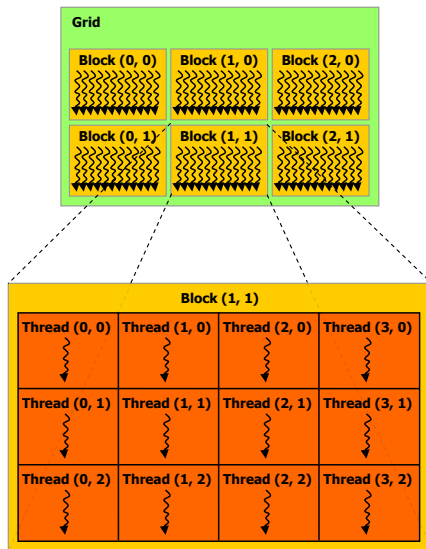 Grid
Block (0, 0) Block (1, 0) Block (2, 0)
Block (0, 1) Block (1, 1) Block (2, 1)
Block (1, 1)
Thread (0, 0) Thread (1, 0) Thread (2, 0) Thread (3, 0)
Thread (0, 1) Thread (1, 1) Thread (2, 1) Thread (3, 1)
Thread (0, 2) Thread (1, 2) Thread (2, 2) Thread (3, 2)